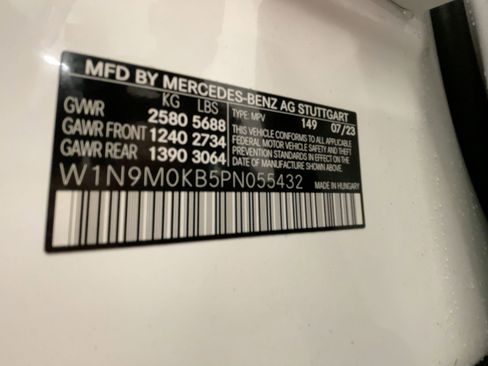 MFD BY MERCEDES-BENZ AG STUTTGART
KG LBS
GVWR 2580 5688
GAWR FRONT 1240 2734
GAWR REAR 1390 3064
TYPE: MPV 149 07/23
THIS VEHICLE CONFORMS TO ALL APPLICABLE
FEDERAL MOTOR VEHICLE SAFETY, BUMPER, AND THEFT
PREVENTION STANDARDS IN EFFECT ON THE DATE OF
MANUFACTURE SHOWN ABOVE.
W1N9M0KB5PN055432 MADE IN HUNGARY